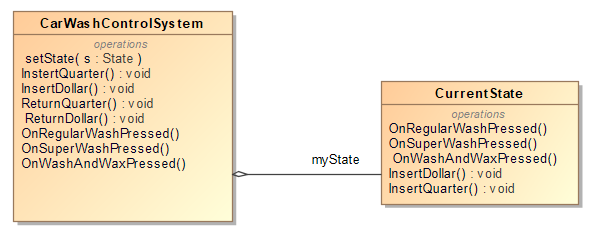 CarWashControlSystem
operations
setState( s : State )
InstertQuarter() : void
InsertDollar() : void
ReturnQuarter() : void
ReturnDollar() : void
OnRegularWashPressed()
OnSuperWashPressed()
OnWashAndWaxPressed()
myState
CurrentState
operations
OnRegularWashPressed()
OnSuperWashPressed()
OnWashAndWaxPressed()
InsertDollar() : void
InsertQuarter() : void